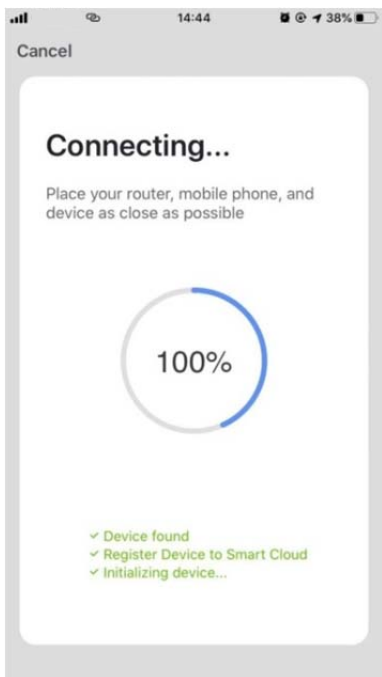 14:44
38%
Cancel
Connecting...
Place your router, mobile phone, and
device as close as possible
100%
Device found
Register Device to Smart Cloud
Initializing device...